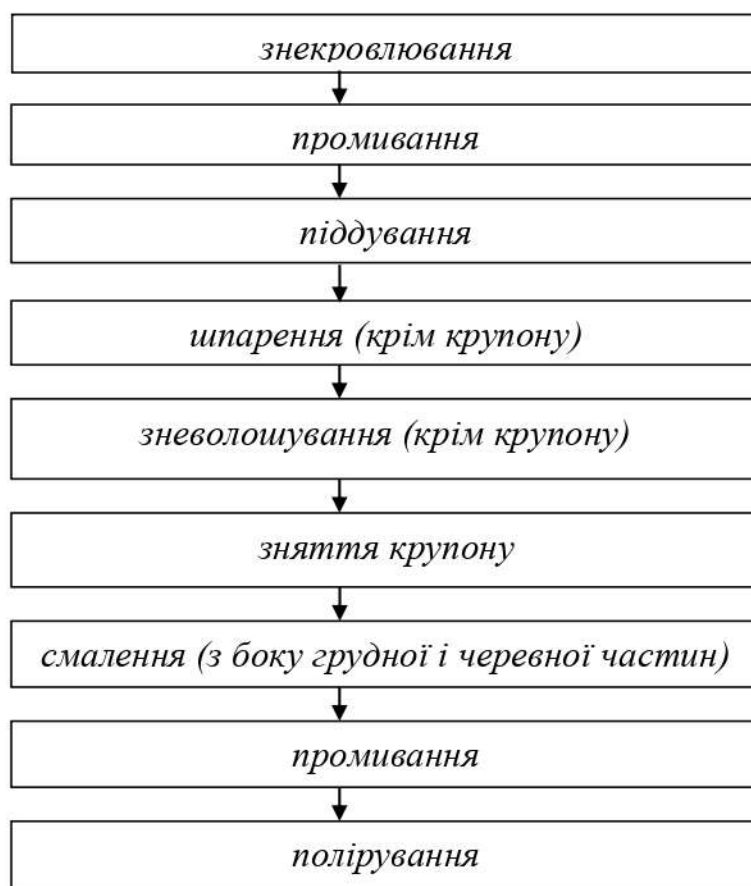 знекровлювання
промивання
піддування
шпарення (крім крупону)
зневолошування (крім крупону)
зняття крупону
смалення (з боку грудної і черевної частин)
промивання
полірування